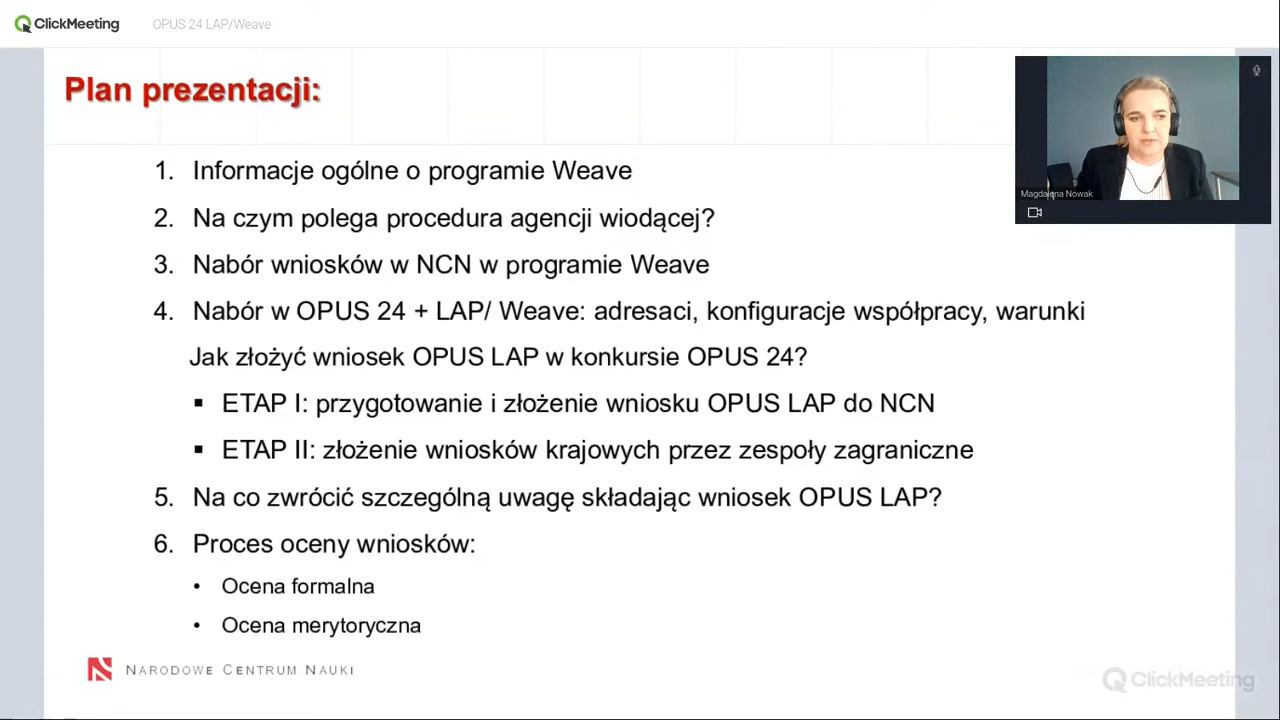 ClickMeeting OPUS 24 LAP/Weave
Plan prezentacji:
Magdalena Nowak
1. Informacje ogólne o programie Weave
2. Na czym polega procedura agencji wiodącej?
3. Nabór wniosków w NCN w programie Weave
4. Nabór w OPUS 24 + LAP/ Weave: adresaci, konfiguracje współpracy, warunki
Jak złożyć wniosek OPUS LAP w konkursie OPUS 24?
▪ ETAP I: przygotowanie i złożenie wniosku OPUS LAP do NCN
▪ ETAP II: złożenie wniosków krajowych przez zespoły zagraniczne
5. Na co zwrócić szczególną uwagę składając wniosek OPUS LAP?
6. Proces oceny wniosków:
• Ocena formalna
• Ocena merytoryczna
NARODOWE CENTRUM NAUKI
ClickMeeting